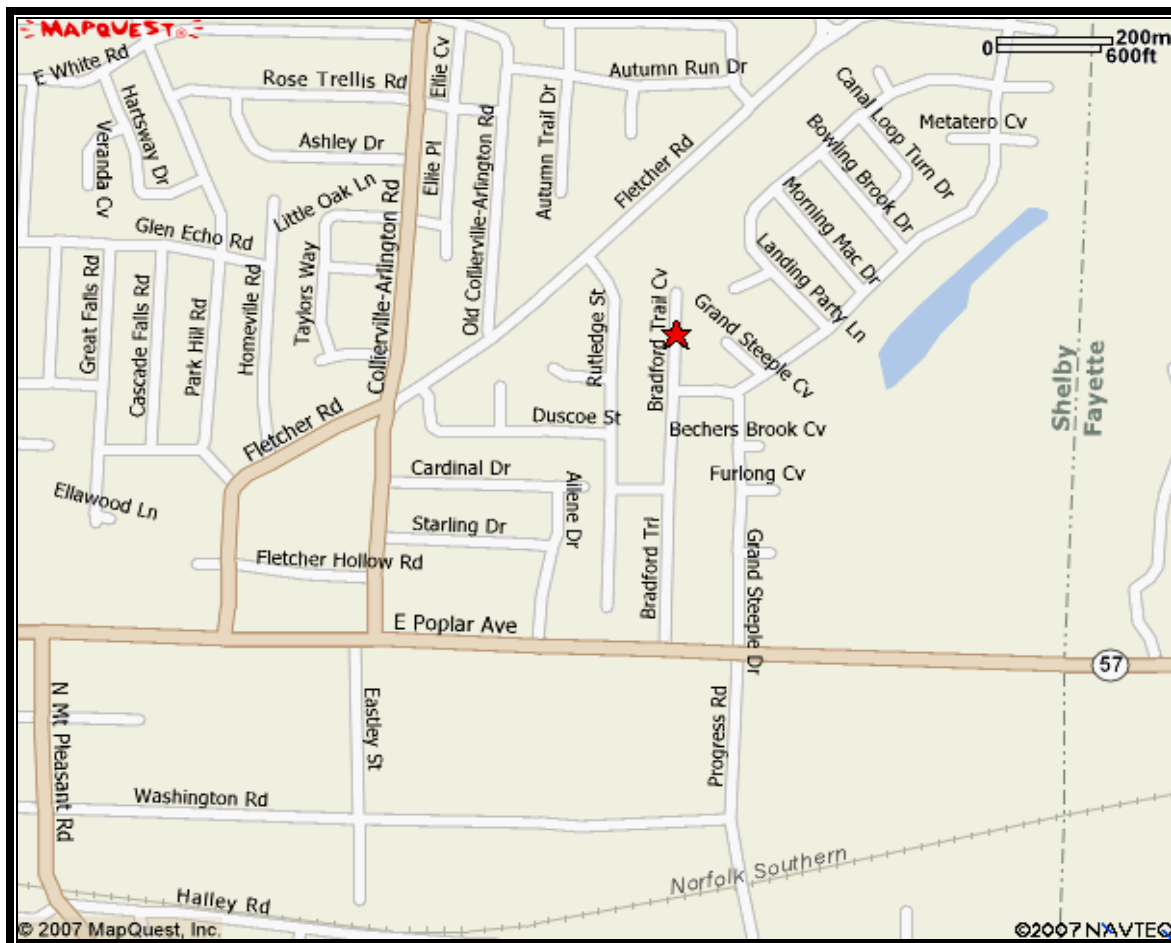 MAPQUEST®
0 200m
600ft
E White Rd
Rose Trellis Rd
Ellie Cv
Autumn Run Dr
Hartsway Dr
Veranda Cv
Ashley Dr
Ellie Pl
Old Collierville-Arlington Rd
Autumn Trail Dr
Fletcher Rd
Canal Loop Turn Dr
Metatero Cv
Bowling Brook Dr
Little Oak Ln
Glen Echo Rd
Morning Mac Dr
Landing Party Ln
Great Falls Rd
Cascade Falls Rd
Park Hill Rd
Homeville Rd
Taylors Way
Collierville-Arlington Rd
Rutledge St
Bradford Trail Cv
Grand Steeple Cv
Shelby
Fayette
Fletcher Rd
Duscoe St
Bechers Brook Cv
Cardinal Dr
Ailene Dr
Furlong Cv
Ellawood Ln
Starling Dr
Fletcher Hollow Rd
Bradford Trl
Grand Steeple Dr
E Poplar Ave
57
N Mt Pleasant Rd
Eastley St
Progress Rd
Washington Rd
Norfolk Southern
Halley Rd
© 2007 MapQuest, Inc.
©2007 NAVTEQ